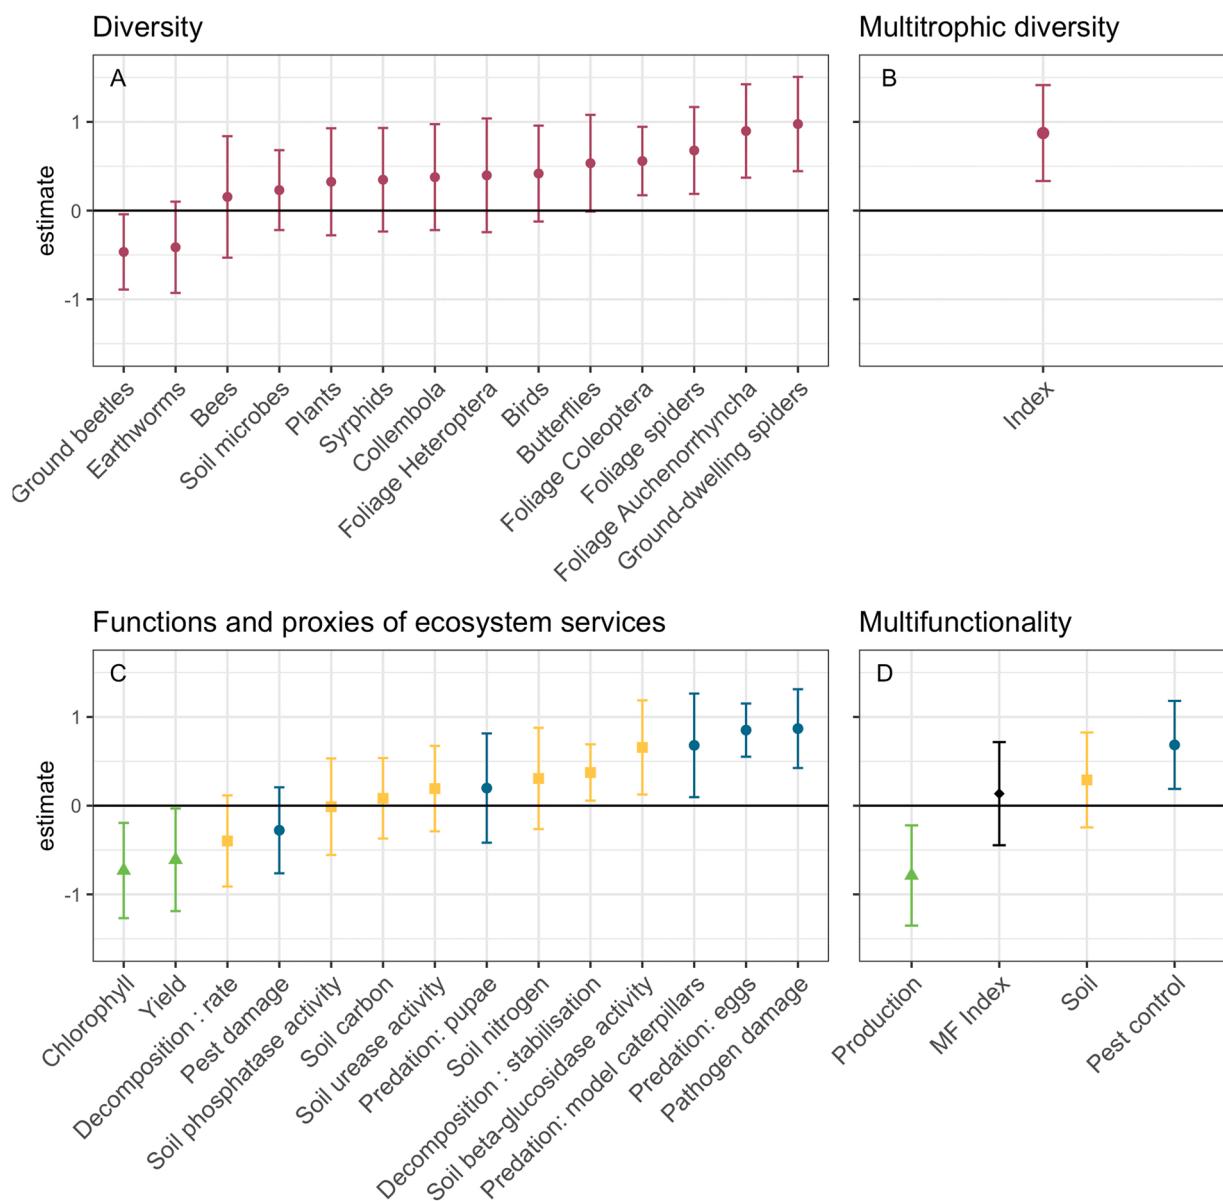 Diversity
Multitrophic diversity
A
B
estimate
1
0
-1
Ground beetles
Earthworms
Bees
Soil microbes
Plants
Syrphids
Collembola
Foliage Heteroptera
Birds
Butterflies
Foliage Coleoptera
Foliage spiders
Foliage Auchenorrhyncha
Ground-dwelling spiders
Index
Functions and proxies of ecosystem services
Multifunctionality
C
D
estimate
1
0
-1
Chlorophyll
Yield
Decomposition : rate
Pest damage
Soil phosphatase activity
Soil carbon
Soil urease activity
Predation: pupae
Soil nitrogen
Decomposition : stabilisation
Soil beta-glucosidase activity
Predation: model caterpillars
Predation: eggs
Pathogen damage
Production
MF Index
Soil
Pest control